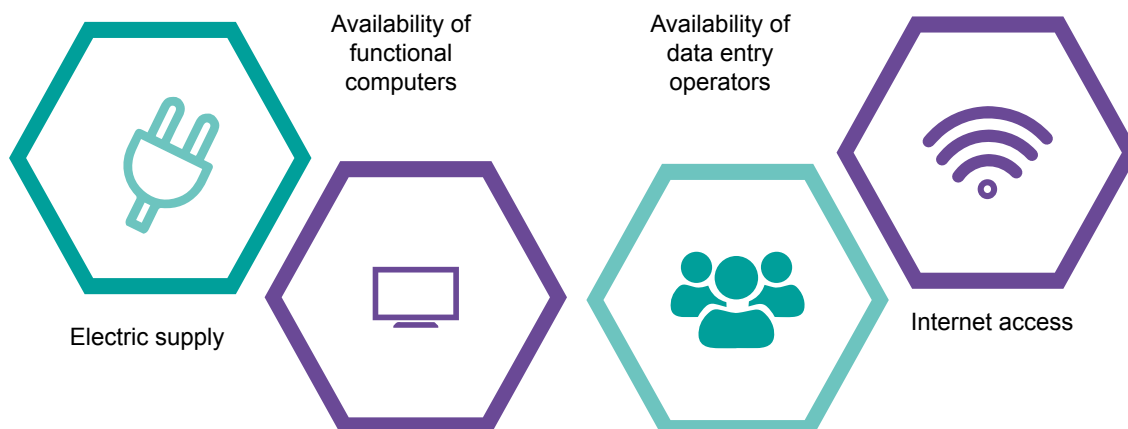 Availability of
functional
computers
Availability of
data entry
operators
Electric supply
Internet access